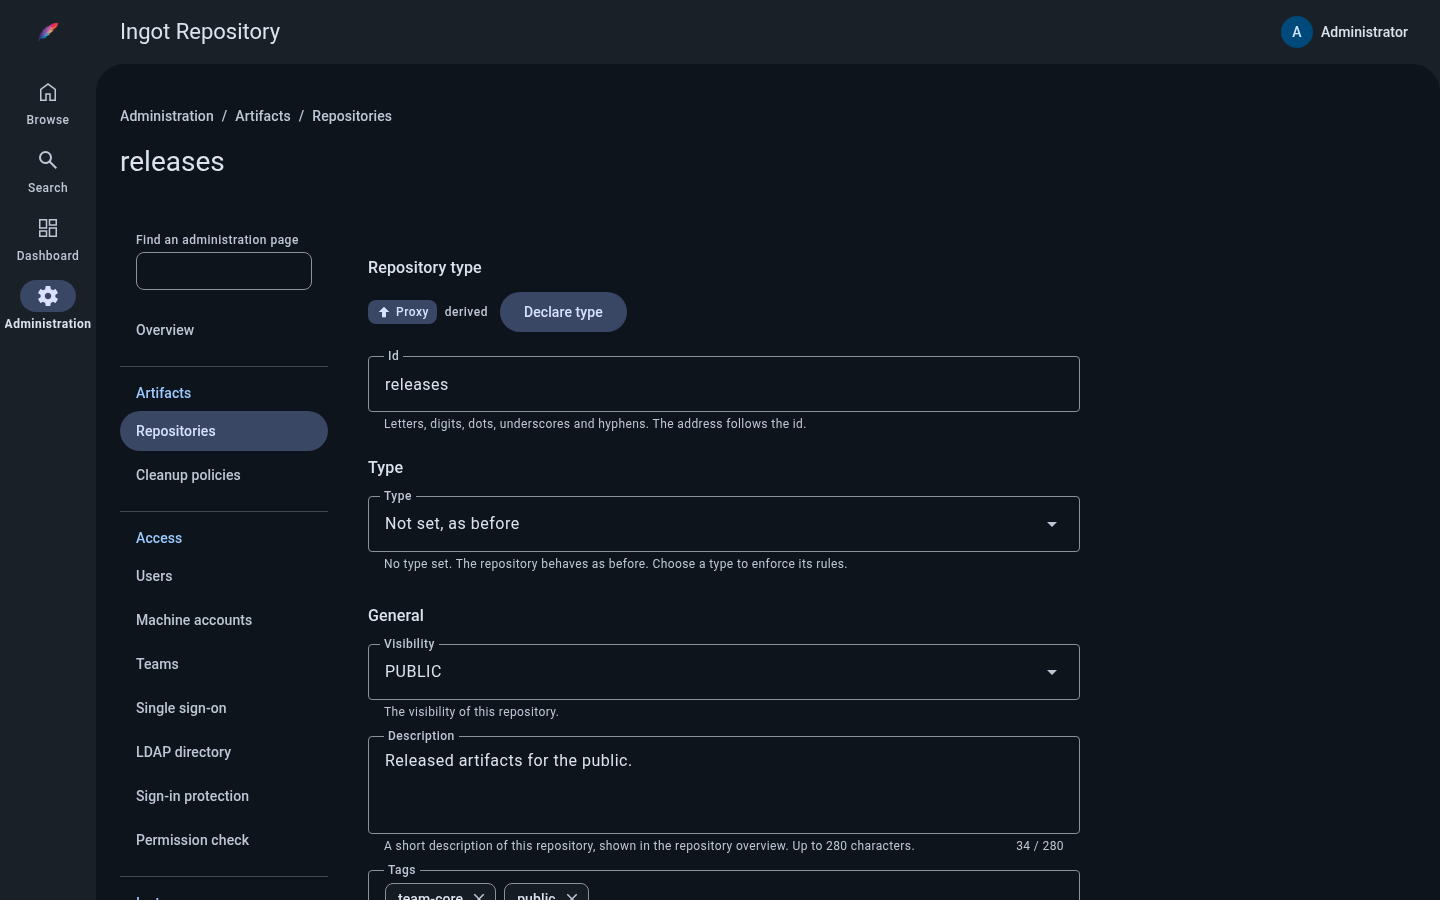 Ingot Repository
A Administrator
Browse
Search
Dashboard
Administration
Administration / Artifacts / Repositories
releases
Find an administration page
Overview
Artifacts
Repositories
Cleanup policies
Access
Users
Machine accounts
Teams
Single sign-on
LDAP directory
Sign-in protection
Permission check
Repository type
Proxy derived Declare type
Id
releases
Letters, digits, dots, underscores and hyphens. The address follows the id.
Type
Type
Not set, as before
No type set. The repository behaves as before. Choose a type to enforce its rules.
General
Visibility
PUBLIC
The visibility of this repository.
Description
Released artifacts for the public.
A short description of this repository, shown in the repository overview. Up to 280 characters. 34 / 280
Tags
team-core public